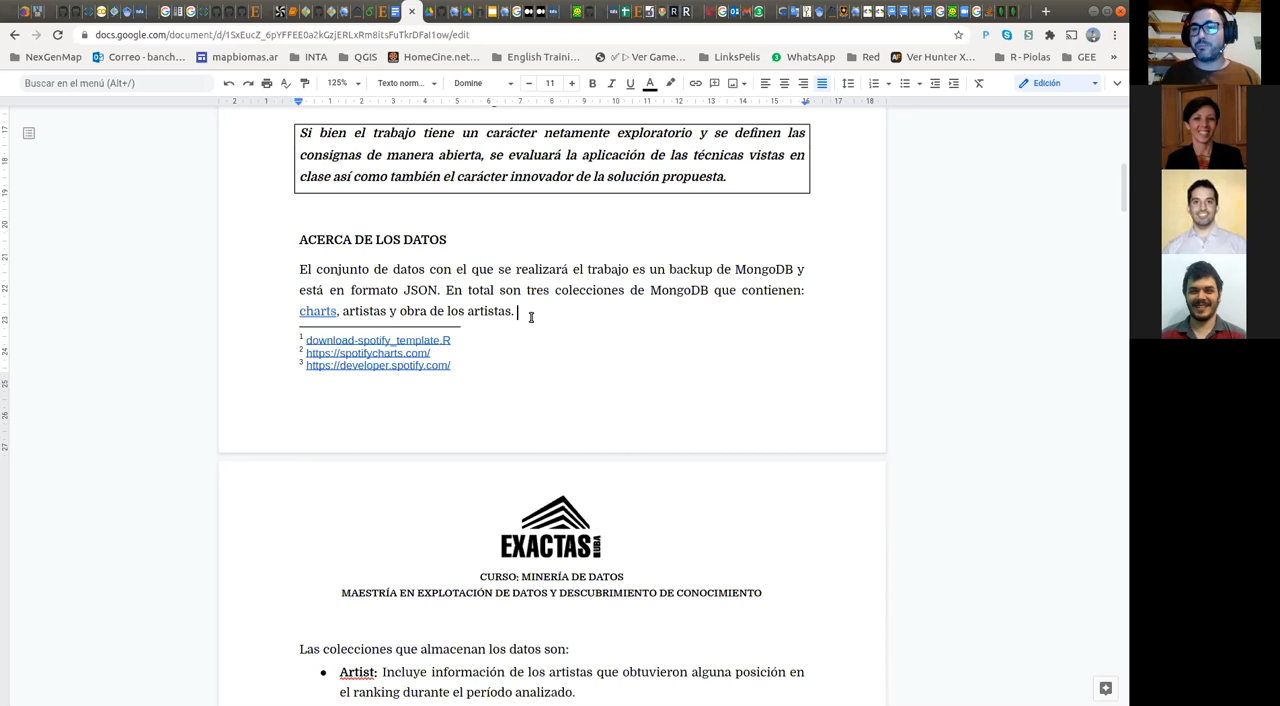 docs.google.com/document/d/1SxEucZ_6pYFFEE0a2kGzjERLxRm8itsFuTkrDFaI1ow/edit
NexGenMap
Correo - banch...
mapbiomas.ar
INTA
QGIS
HomeCine.net...
English Traini...
✅ ▷ Ver Game...
LinksPelis
WhatsApp
Red
Ver Hunter X...
R - Piolas
GEE
»
Buscar en el menú (Alt+/)
125%
Texto norm...
Domine
11
Edición
Si bien el trabajo tiene un carácter netamente exploratorio y se definen las
consignas de manera abierta, se evaluará la aplicación de las técnicas vistas en
clase así como también el carácter innovador de la solución propuesta.
ACERCA DE LOS DATOS
El conjunto de datos con el que se realizará el trabajo es un backup de MongoDB y
está en formato JSON. En total son tres colecciones de MongoDB que contienen:
charts, artistas y obra de los artistas.
1 download-spotify_template.R
2 https://spotifycharts.com/
3 https://developer.spotify.com/
EXACTAS UBA
CURSO: MINERÍA DE DATOS
MAESTRÍA EN EXPLOTACIÓN DE DATOS Y DESCUBRIMIENTO DE CONOCIMIENTO
Las colecciones que almacenan los datos son:
● Artist: Incluye información de los artistas que obtuvieron alguna posición en
el ranking durante el período analizado.